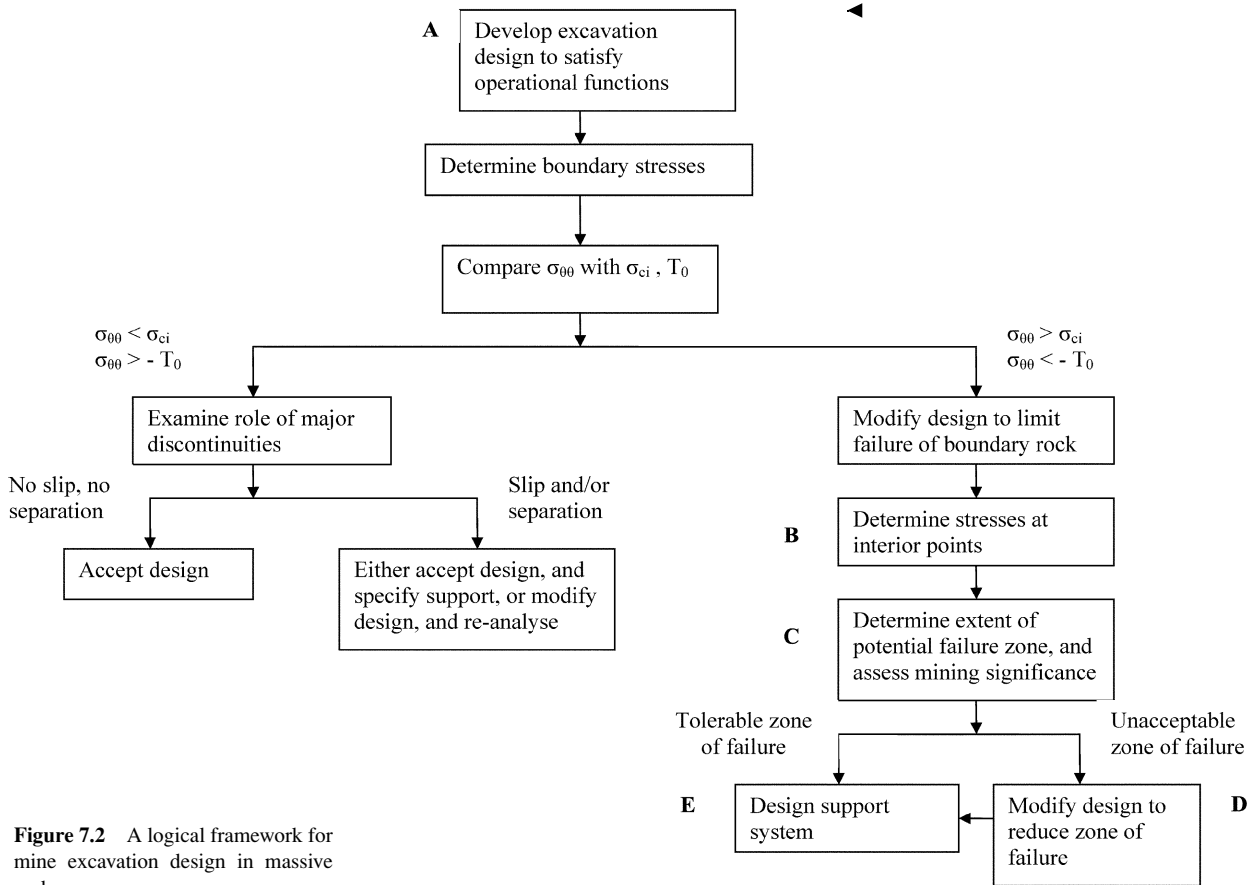 A
Develop excavation
design to satisfy
operational functions
Determine boundary stresses
Compare σθθ with σci , T0
σθθ < σci
σθθ > - T0
σθθ > σci
σθθ < - T0
Examine role of major
discontinuities
Modify design to limit
failure of boundary rock
No slip, no
separation
Slip and/or
separation
Accept design
Either accept design, and
specify support, or modify
design, and re-analyse
B
Determine stresses at
interior points
C
Determine extent of
potential failure zone, and
assess mining significance
Tolerable zone
of failure
Unacceptable
zone of failure
E
Design support
system
Modify design to
reduce zone of
failure
D
Figure 7.2 A logical framework for
mine excavation design in massive